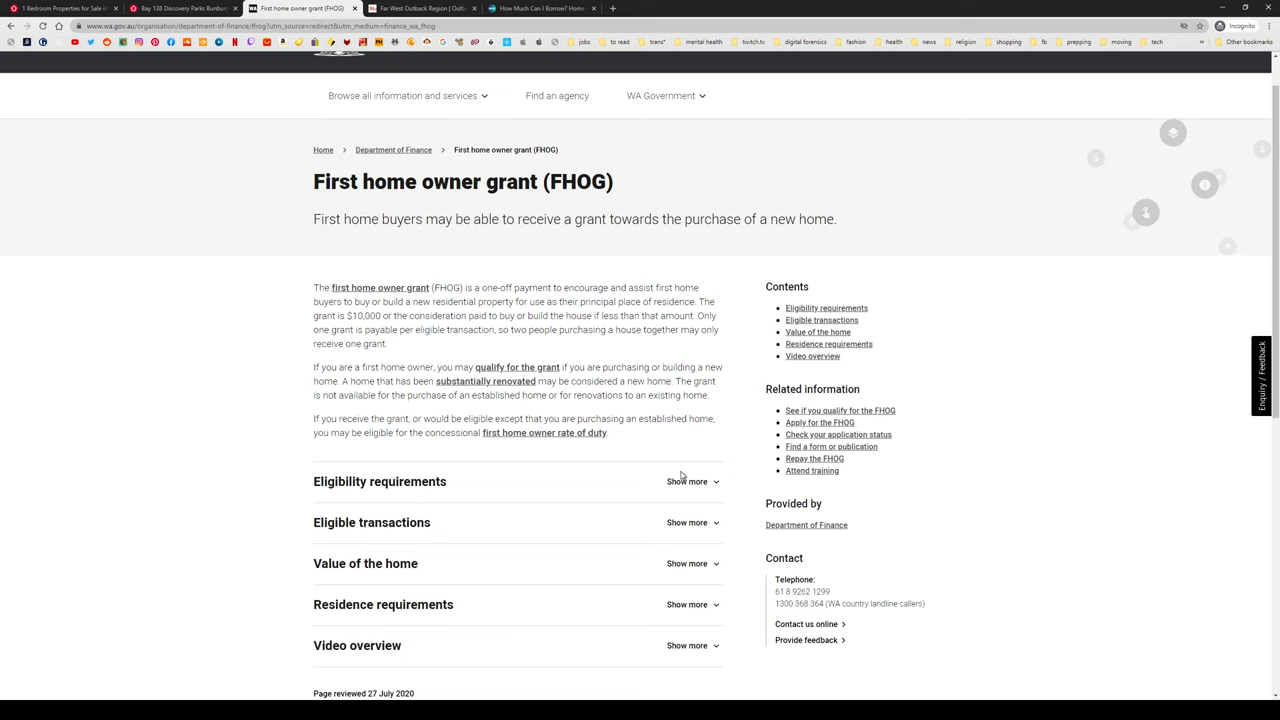 1 Bedroom Properties for Sale in
Bay 138 Discovery Parks Bunbury
First home owner grant (FHOG)
Far West Outback Region | Outb
How Much Can I Borrow? Home
www.wa.gov.au/organisation/department-of-finance/fhog?utm_source=redirect&utm_medium=finance_wa_fhog
Incognito
jobs
to read
trans*
mental health
twitch.tv
digital forensics
fashion
health
news
religion
shopping
fb
prepping
moving
tech
»
Other bookmarks
Browse all information and services
Find an agency
WA Government
Home > Department of Finance > First home owner grant (FHOG)
First home owner grant (FHOG)
First home buyers may be able to receive a grant towards the purchase of a new home.
The first home owner grant (FHOG) is a one-off payment to encourage and assist first home
buyers to buy or build a new residential property for use as their principal place of residence. The
grant is $10,000 or the consideration paid to buy or build the house if less than that amount. Only
one grant is payable per eligible transaction, so two people purchasing a house together may only
receive one grant.
If you are a first home owner, you may qualify for the grant if you are purchasing or building a new
home. A home that has been substantially renovated may be considered a new home. The grant
is not available for the purchase of an established home or for renovations to an existing home.
If you receive the grant, or would be eligible except that you are purchasing an established home,
you may be eligible for the concessional first home owner rate of duty.
Eligibility requirements
Show more
Eligible transactions
Show more
Value of the home
Show more
Residence requirements
Show more
Video overview
Show more
Page reviewed 27 July 2020
Contents
Eligibility requirements
Eligible transactions
Value of the home
Residence requirements
Video overview
Related information
See if you qualify for the FHOG
Apply for the FHOG
Check your application status
Find a form or publication
Repay the FHOG
Attend training
Provided by
Department of Finance
Contact
Telephone:
61 8 9262 1299
1300 368 364 (WA country landline callers)
Contact us online
Provide feedback
Enquiry / Feedback